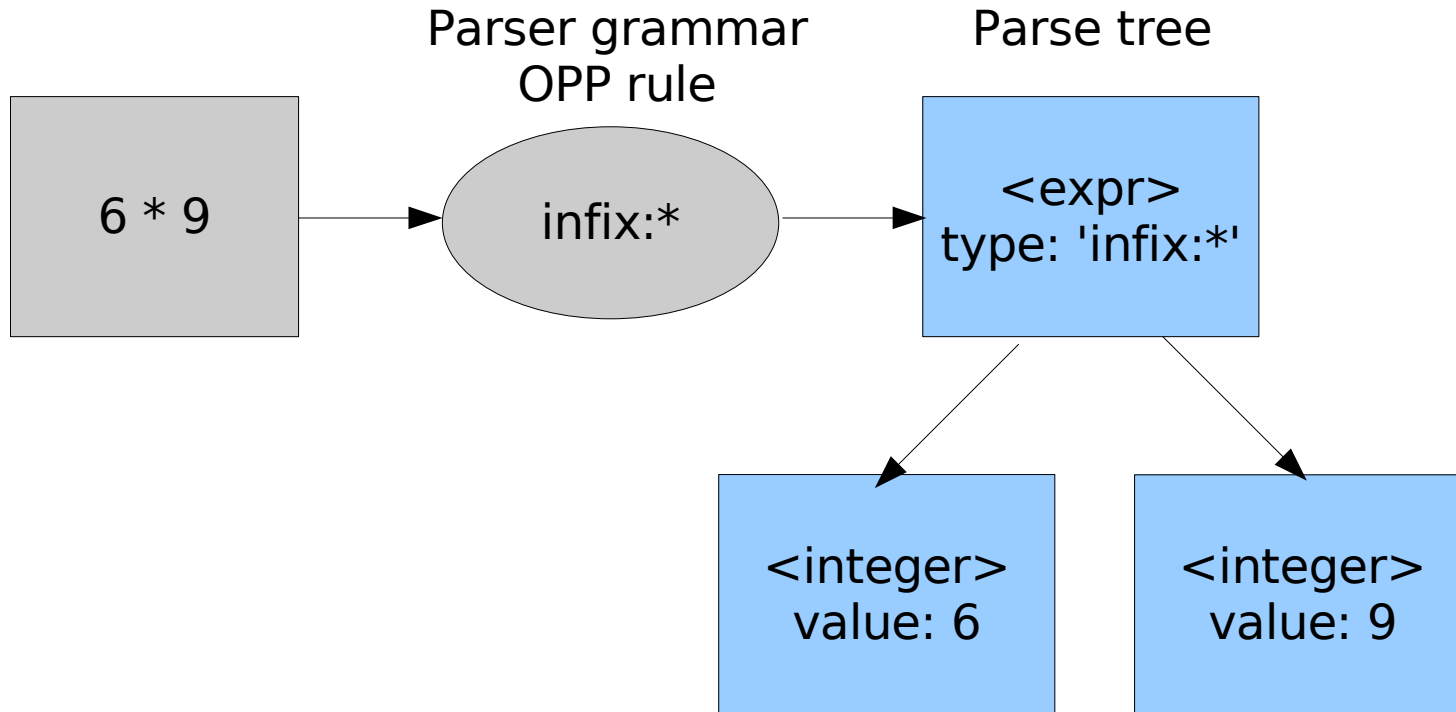 Parser grammar
OPP rule
Parse tree
6 * 9
infix:*
<expr>
type: 'infix:*'
<integer>
value: 6
<integer>
value: 9